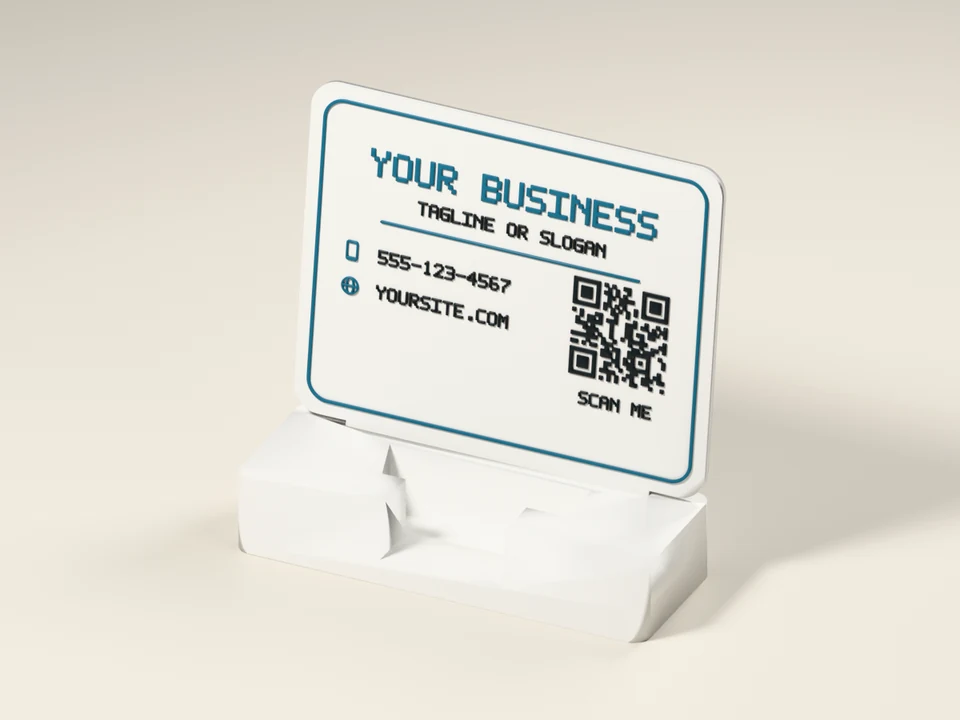 YOUR BUSINESS
TAGLINE OR SLOGAN
555-123-4567
YOURSITE.COM
SCAN ME